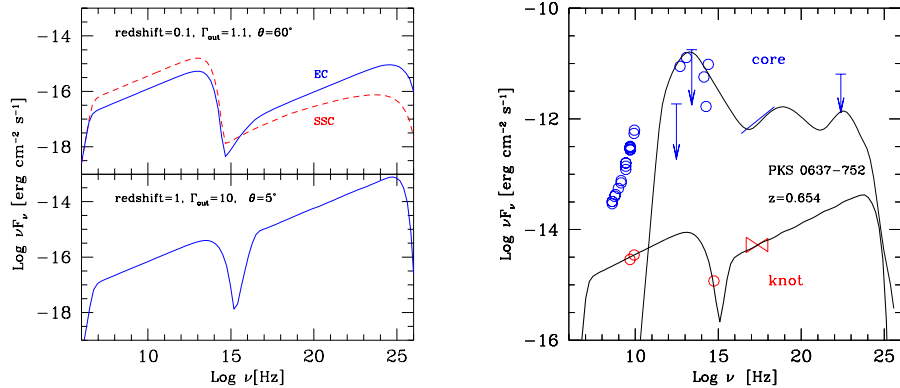 redshift=0.1, Γout=1.1, θ=60°
EC
SSC
−14
−16
−18
redshift=1, Γout=10, θ=5°
−14
−16
−18
10
15
20
25
Log ν[Hz]
Log νFν [erg cm−2 s−1]
−10
−12
−14
−16
core
PKS 0637−752
z=0.654
knot
10
15
20
25
Log ν [Hz]
Log νFν [erg cm−2 s−1]